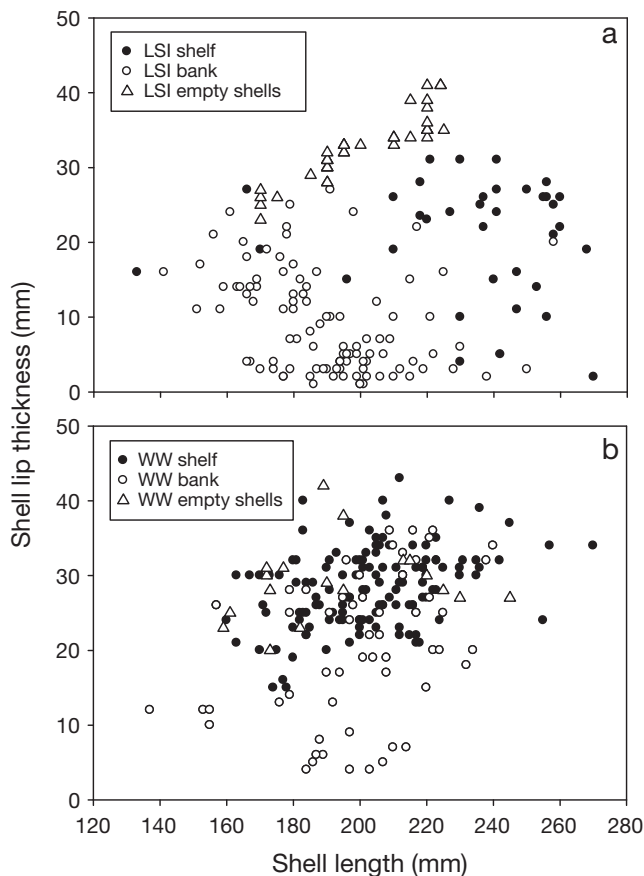 50
40
30
20
10
0
a
LSI shelf
LSI bank
LSI empty shells
Shell lip thickness (mm)
50
40
30
20
10
0
b
WW shelf
WW bank
WW empty shells
120 140 160 180 200 220 240 260 280
Shell length (mm)